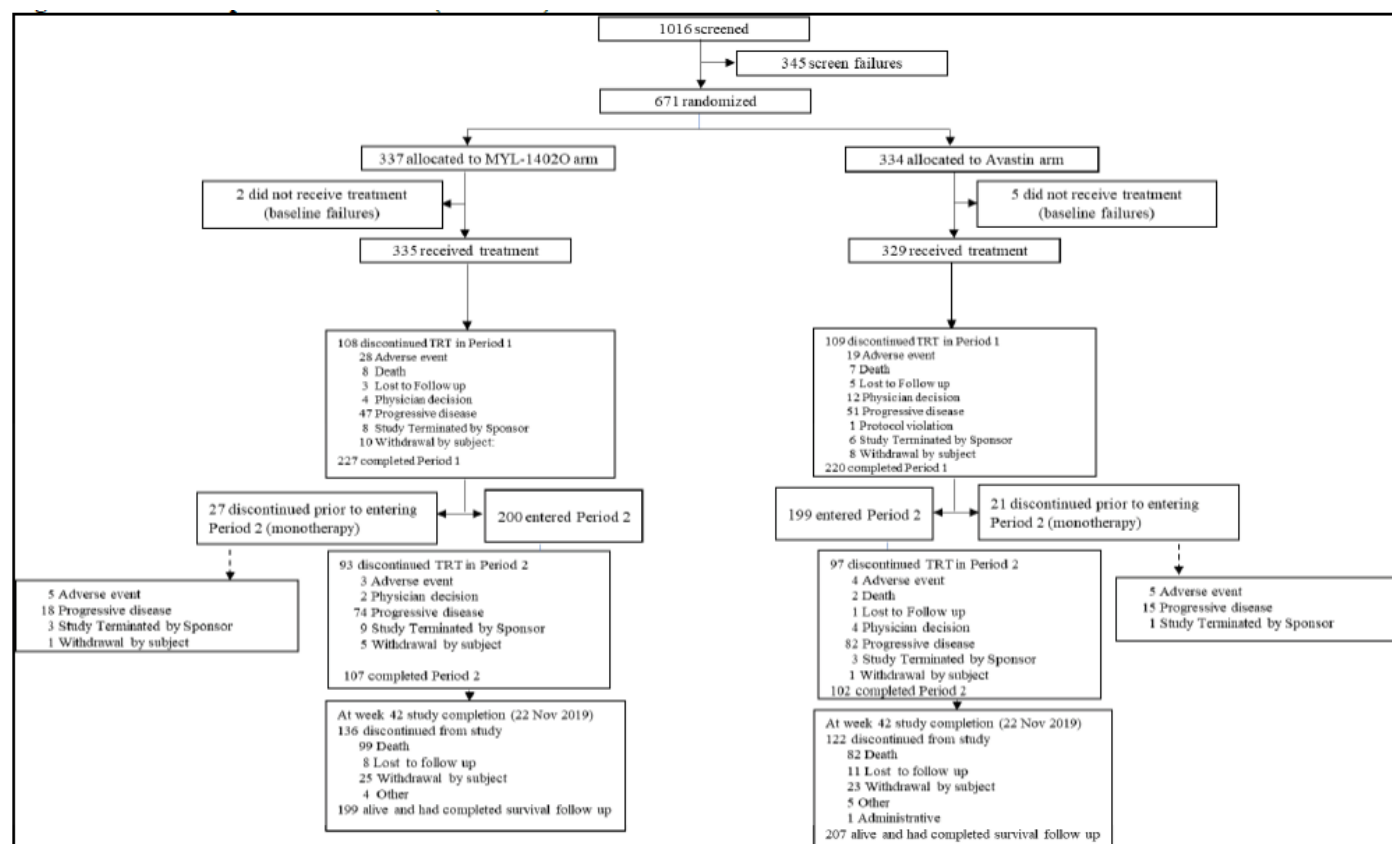 1016 screened
345 screen failures
671 randomized
337 allocated to MYL-1402O arm
334 allocated to Avastin arm
2 did not receive treatment
(baseline failures)
5 did not receive treatment
(baseline failures)
335 received treatment
329 received treatment
108 discontinued TRT in Period 1
28 Adverse event
8 Death
3 Lost to Follow up
4 Physician decision
47 Progressive disease
8 Study Terminated by Sponsor
10 Withdrawal by subject:
227 completed Period 1
109 discontinued TRT in Period 1
19 Adverse event
7 Death
5 Lost to Follow up
12 Physician decision
51 Progressive disease
1 Protocol violation
6 Study Terminated by Sponsor
8 Withdrawal by subject
220 completed Period 1
27 discontinued prior to entering
Period 2 (monotherapy)
200 entered Period 2
199 entered Period 2
21 discontinued prior to entering
Period 2 (monotherapy)
5 Adverse event
18 Progressive disease
3 Study Terminated by Sponsor
1 Withdrawal by subject
93 discontinued TRT in Period 2
3 Adverse event
2 Physician decision
74 Progressive disease
9 Study Terminated by Sponsor
5 Withdrawal by subject
107 completed Period 2
97 discontinued TRT in Period 2
4 Adverse event
2 Death
1 Lost to Follow up
4 Physician decision
82 Progressive disease
3 Study Terminated by Sponsor
1 Withdrawal by subject
102 completed Period 2
5 Adverse event
15 Progressive disease
1 Study Terminated by Sponsor
At week 42 study completion (22 Nov 2019)
136 discontinued from study
99 Death
8 Lost to follow up
25 Withdrawal by subject
4 Other
199 alive and had completed survival follow up
At week 42 study completion (22 Nov 2019)
122 discontinued from study
82 Death
11 Lost to follow up
23 Withdrawal by subject
5 Other
1 Administrative
207 alive and had completed survival follow up